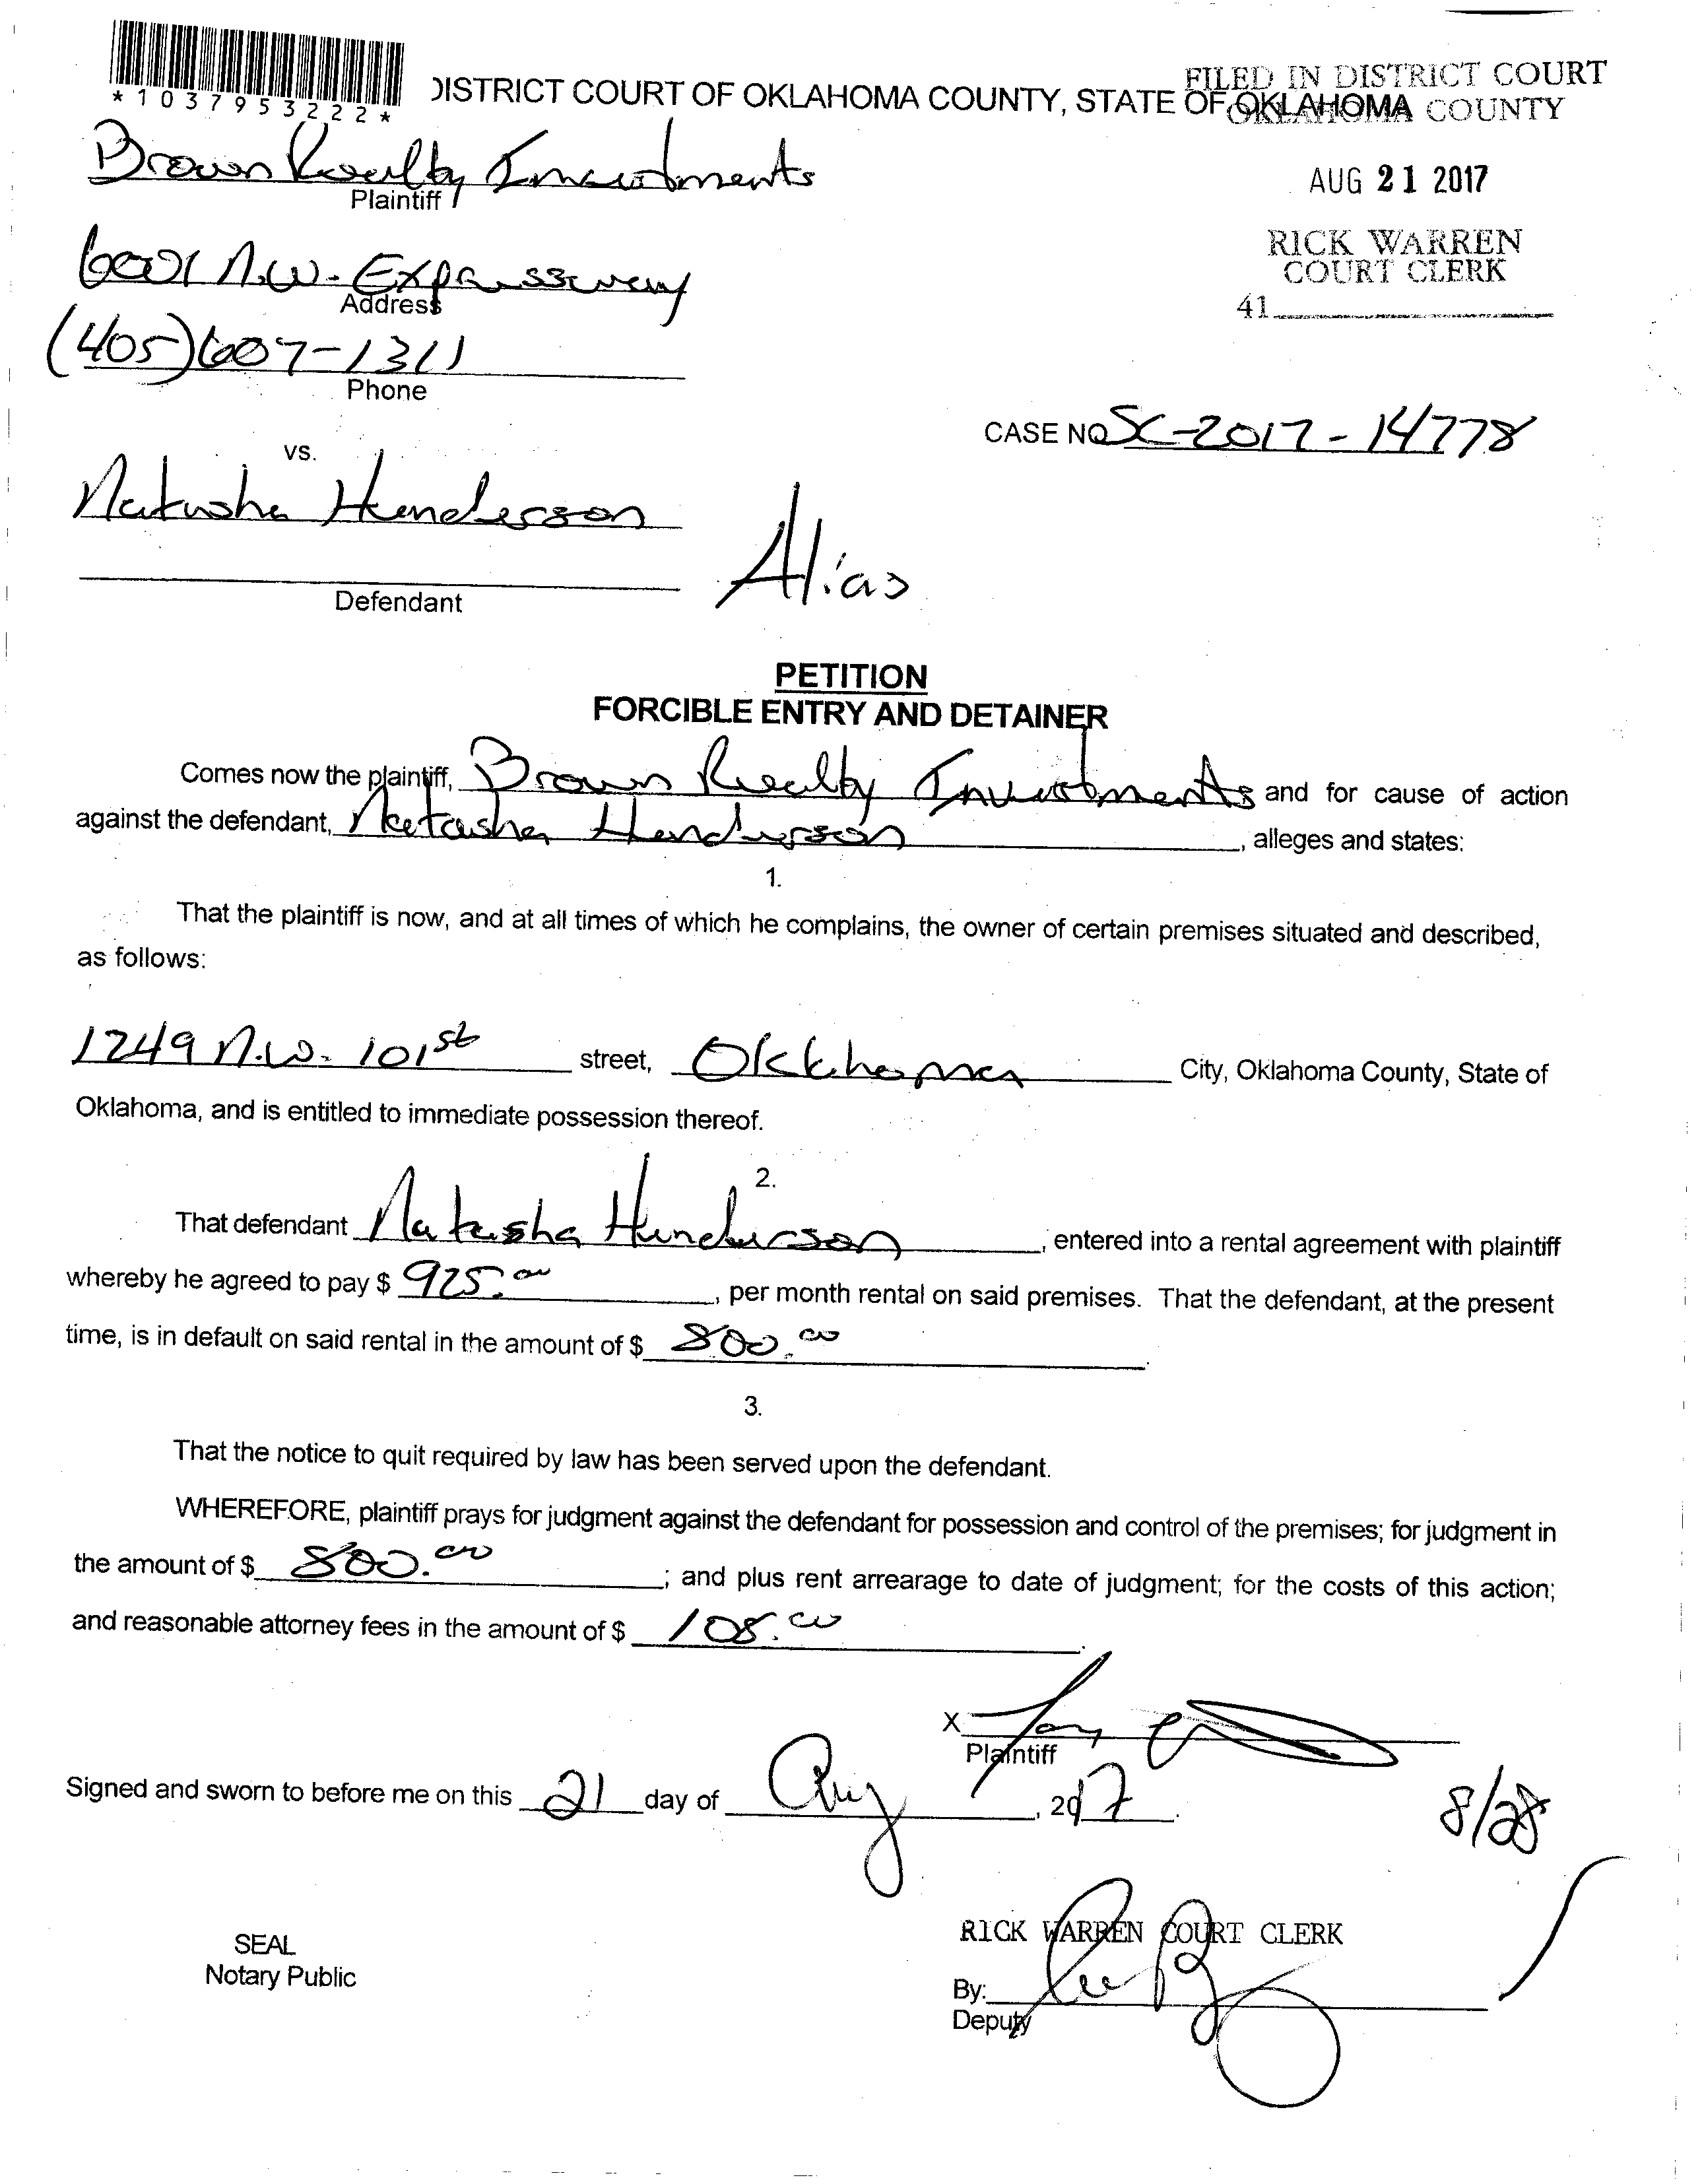 *1037953222*
DISTRICT COURT OF OKLAHOMA COUNTY, STATE OF OKLAHOMA
FILED IN DISTRICT COURT
OKLAHOMA COUNTY
AUG 21 2017
RICK WARREN
COURT CLERK
41
Brown Realty Investments
Plaintiff
6001 N.W. Expressway
Address
(405)607-1311
Phone
CASE NO SC-2017-14778
vs.
Natasha Henderson
Alias
Defendant
PETITION
FORCIBLE ENTRY AND DETAINER
Comes now the plaintiff, Brown Realty Investments and for cause of action
against the defendant, Natasha Henderson, alleges and states:
1.
That the plaintiff is now, and at all times of which he complains, the owner of certain premises situated and described,
as follows:
1249 N.W. 101st street, Oklahoma City, Oklahoma County, State of
Oklahoma, and is entitled to immediate possession thereof.
2.
That defendant Natasha Henderson, entered into a rental agreement with plaintiff
whereby he agreed to pay $ 925.00, per month rental on said premises. That the defendant, at the present
time, is in default on said rental in the amount of $ 800.00.
3.
That the notice to quit required by law has been served upon the defendant.
WHEREFORE, plaintiff prays for judgment against the defendant for possession and control of the premises; for judgment in
the amount of $ 800.00; and plus rent arrearage to date of judgment; for the costs of this action;
and reasonable attorney fees in the amount of $ 108.00.
X
Plaintiff
Signed and sworn to before me on this 21 day of Aug, 2017.
8/28
RICK WARREN COURT CLERK
SEAL
Notary Public
By:
Deputy